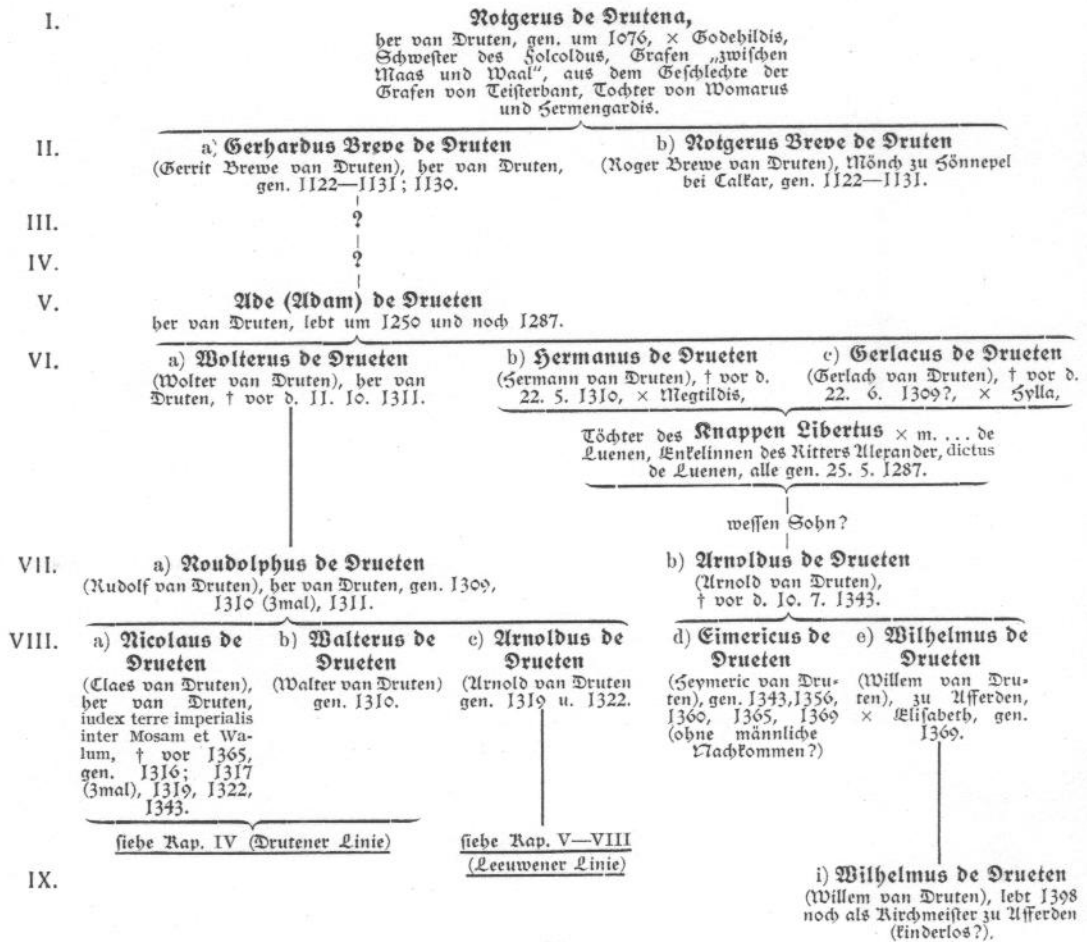 I.
Rotgerus de Drutena,
her van Druten, gen. um 1076, × Godehildis,
Schwester des Folcoldus, Grafen „zwischen
Maas und Waal“, aus dem Geschlechte der
Grafen von Teisterbant, Tochter von Womarus
und Hermengardis.
II.
a) Gerhardus Breve de Druten
(Gerrit Brewe van Druten), her van Druten,
gen. 1122—1131; 1130.
b) Rotgerus Breve de Druten
(Roger Brewe van Druten), Mönch zu Hönnepel
bei Calkar, gen. 1122—1131.
III.
?
IV.
?
V.
Ade (Adam) de Drueten
her van Druten, lebt um 1250 und noch 1287.
VI.
a) Wolterus de Drueten
(Wolter van Druten), her van
Druten, † vor d. 11. 10. 1311.
b) Hermanus de Drueten
(Hermann van Druten), † vor d.
22. 5. 1310, × Megtildis,
c) Gerlacus de Drueten
(Gerlach van Druten), † vor d.
22. 6. 1309?, × Hylla,
Töchter des Knappen Libertus × m. ... de
Luenen, Enkelinnen des Ritters Alexander, dictus
de Luenen, alle gen. 25. 5. 1287.
wessen Sohn?
VII.
a) Roudolphus de Drueten
(Rudolf van Druten), her van Druten, gen. 1309,
1310 (3mal), 1311.
b) Arnoldus de Drueten
(Arnold van Druten),
† vor d. 10. 7. 1343.
VIII.
a) Nicolaus de
Drueten
(Claes van Druten),
her van Druten,
iudex terre imperialis
inter Mosam et Wa-
lum, † vor 1365,
gen. 1316; 1317
(3mal), 1319, 1322,
1343.
b) Walterus de
Drueten
(Walter van Druten)
gen. 1310.
c) Arnoldus de
Drueten
(Arnold van Druten
gen. 1319 u. 1322.
d) Eimericus de
Drueten
(Heymeric van Dru-
ten), gen. 1343, 1356,
1360, 1365, 1369
(ohne männliche
Nachkommen?)
e) Wilhelmus de
Drueten
(Willem van Dru-
ten), zu Afferden,
× Elisabeth, gen.
1369.
siehe Kap. IV (Drutener Linie)
siehe Kap. V—VIII
(Leeuwener Linie)
IX.
i) Wilhelmus de Drueten
(Willem van Druten), lebt 1398
noch als Kirchmeister zu Afferden
(kinderlos?).